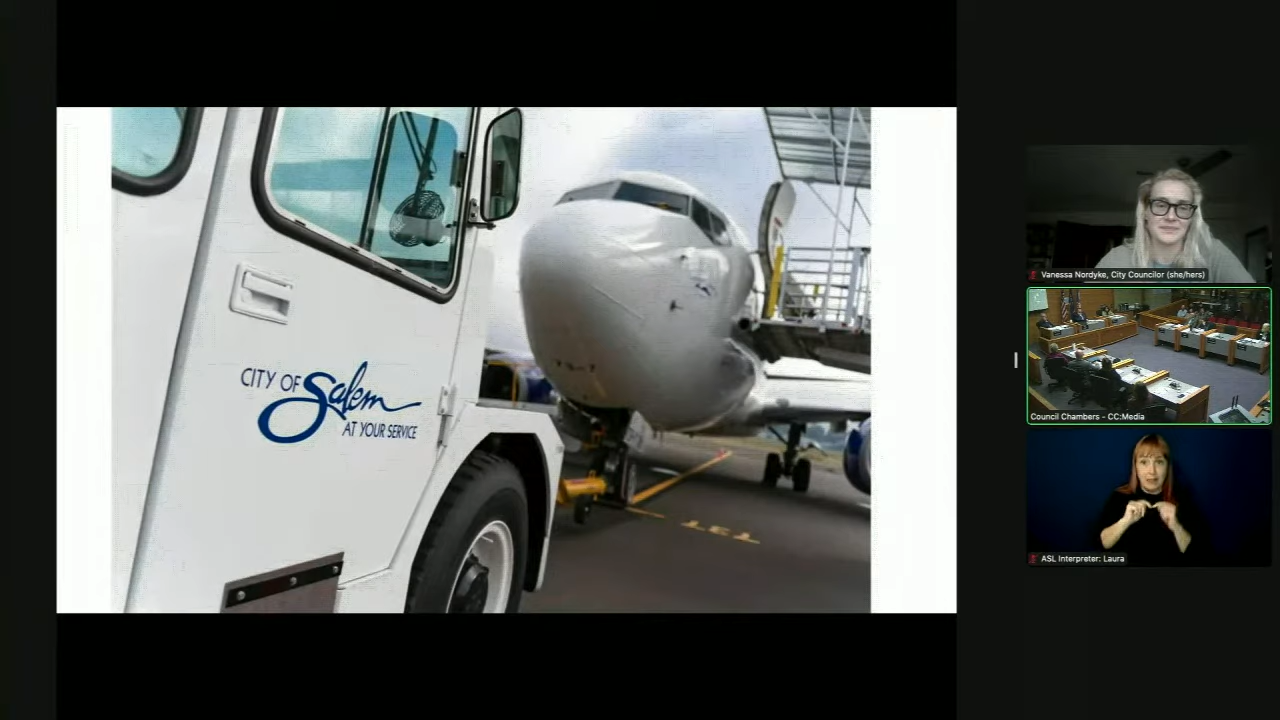 CITY OF Salem
AT YOUR SERVICE
Vanessa Nordyke, City Councilor (she/hers)
Council Chambers - CC:Media
ASL Interpreter: Laura